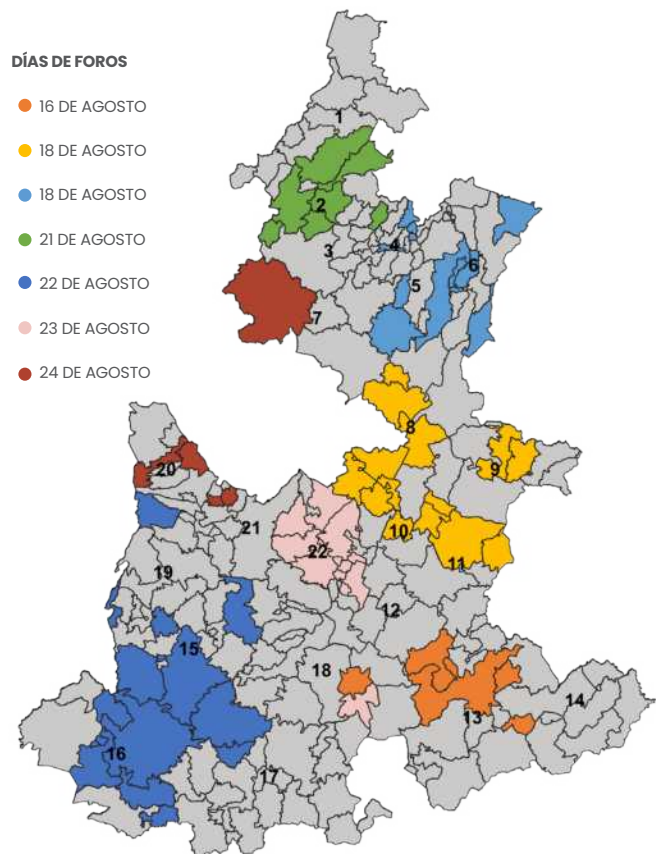 DÍAS DE FOROS
16 DE AGOSTO
18 DE AGOSTO
18 DE AGOSTO
21 DE AGOSTO
22 DE AGOSTO
23 DE AGOSTO
24 DE AGOSTO
1
2
3
4
5
6
7
8
9
10
11
12
13
14
15
16
17
18
19
20
21
22